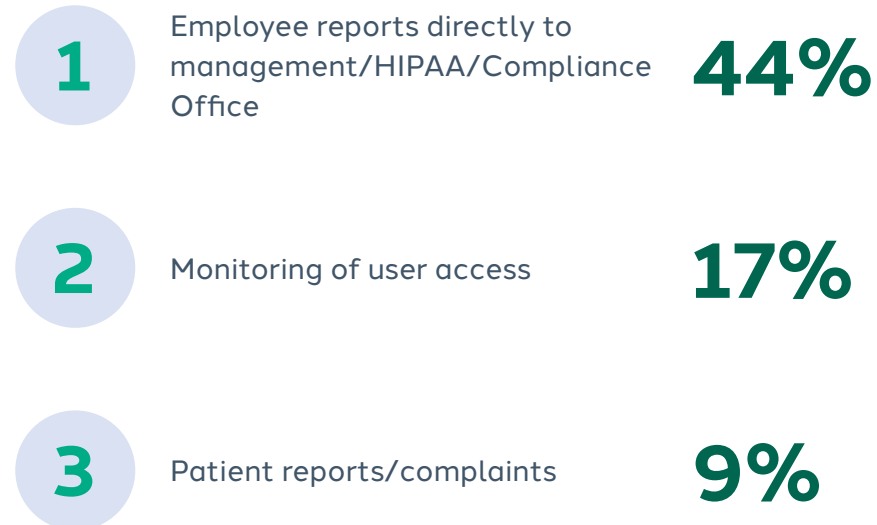 1
Employee reports directly to
management/HIPAA/Compliance
Office
44%
2
Monitoring of user access
17%
3
Patient reports/complaints
9%